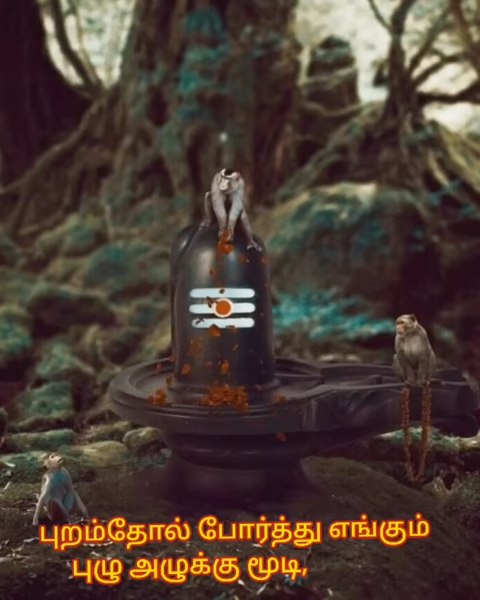 புறம்தோல் போர்த்து எங்கும்
புழு அழுக்கு மூடி,